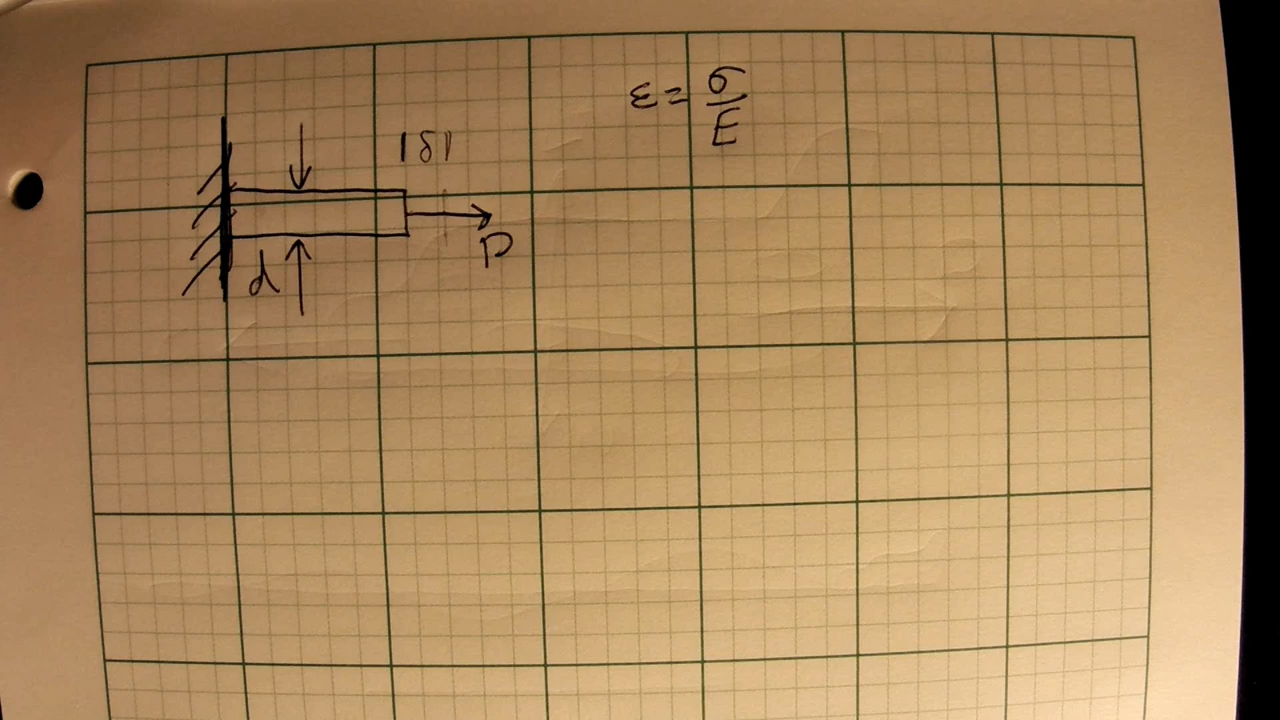 ε = σ/E
|δ|
P
d